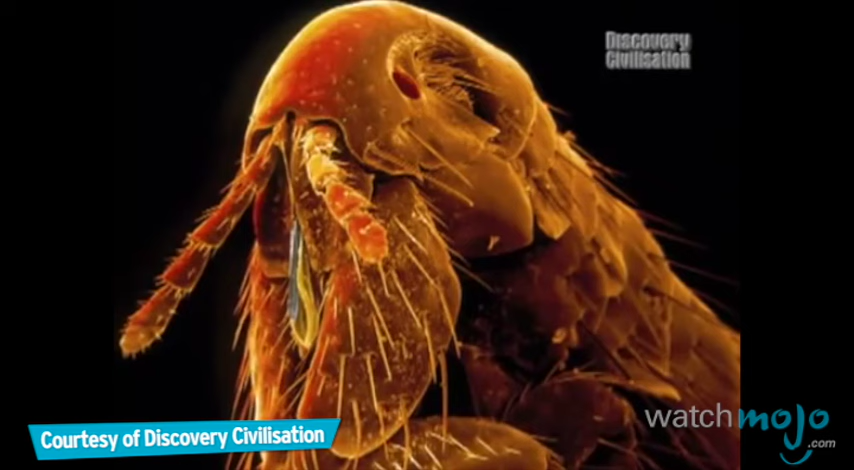 Discovery
Civilisation
watchmojo
.com
Courtesy of Discovery Civilisation